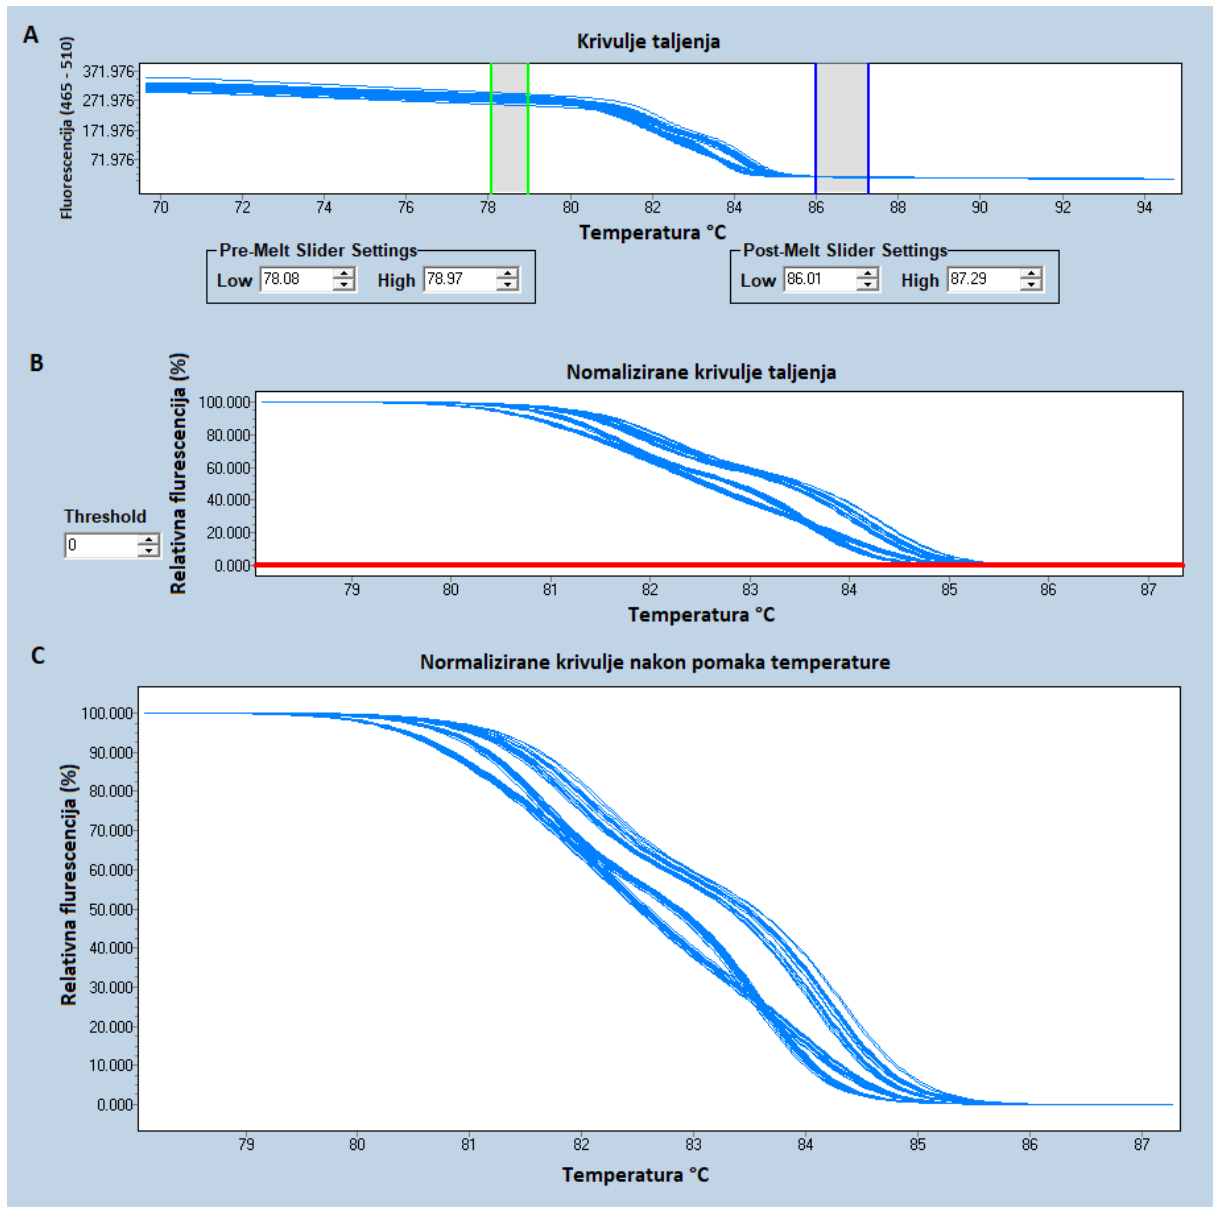 A
Krivulje taljenja
Fluorescencija (465 - 510)
371.976
271.976
171.976
71.976
70 72 74 76 78 80 82 84 86 88 90 92 94
Temperatura °C
Pre-Melt Slider Settings
Low 78.08 High 78.97
Post-Melt Slider Settings
Low 86.01 High 87.29
B
Nomalizirane krivulje taljenja
Relativna flurescencija (%)
100.000
80.000
60.000
40.000
20.000
0.000
Threshold
0
79 80 81 82 83 84 85 86 87
Temperatura °C
C
Normalizirane krivulje nakon pomaka temperature
Relativna flurescencija (%)
100.000
90.000
80.000
70.000
60.000
50.000
40.000
30.000
20.000
10.000
0.000
79 80 81 82 83 84 85 86 87
Temperatura °C